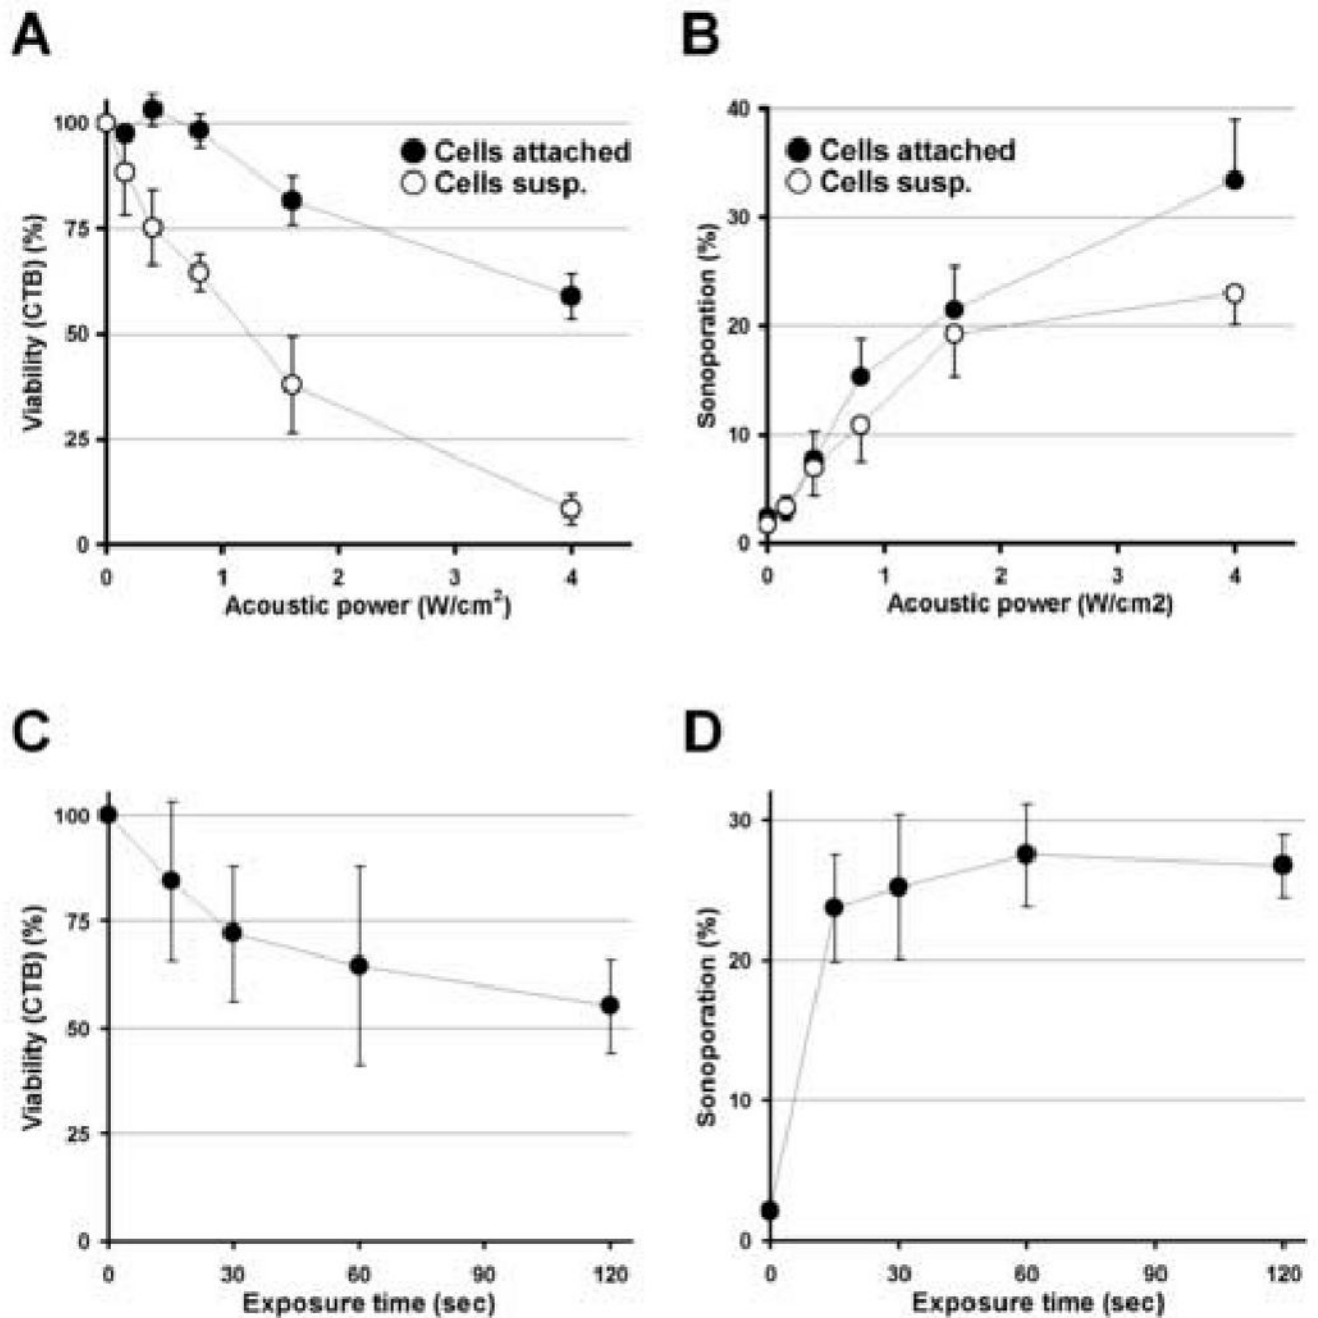 A
B
100
75
50
25
0
Viability (CTB) (%)
Cells attached
Cells susp.
0 1 2 3 4
Acoustic power (W/cm²)
40
30
20
10
0
Sonoporation (%)
Cells attached
Cells susp.
0 1 2 3 4
Acoustic power (W/cm2)
C
D
100
75
50
25
0
Viability (CTB) (%)
0 30 60 90 120
Exposure time (sec)
30
20
10
0
Sonoporation (%)
0 30 60 90 120
Exposure time (sec)